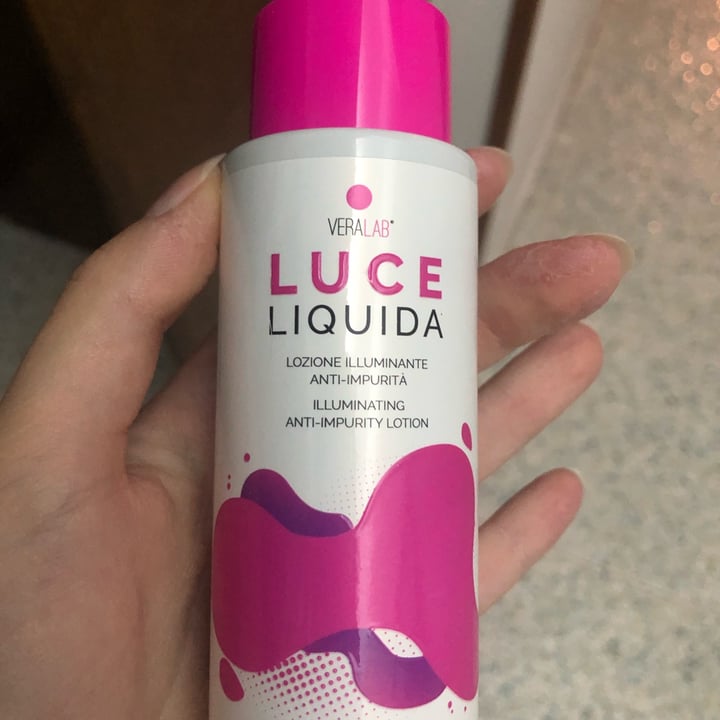 VERALAB®
LUCE
LIQUIDA
LOZIONE ILLUMINANTE
ANTI-IMPURITÀ
ILLUMINATING
ANTI-IMPURITY LOTION